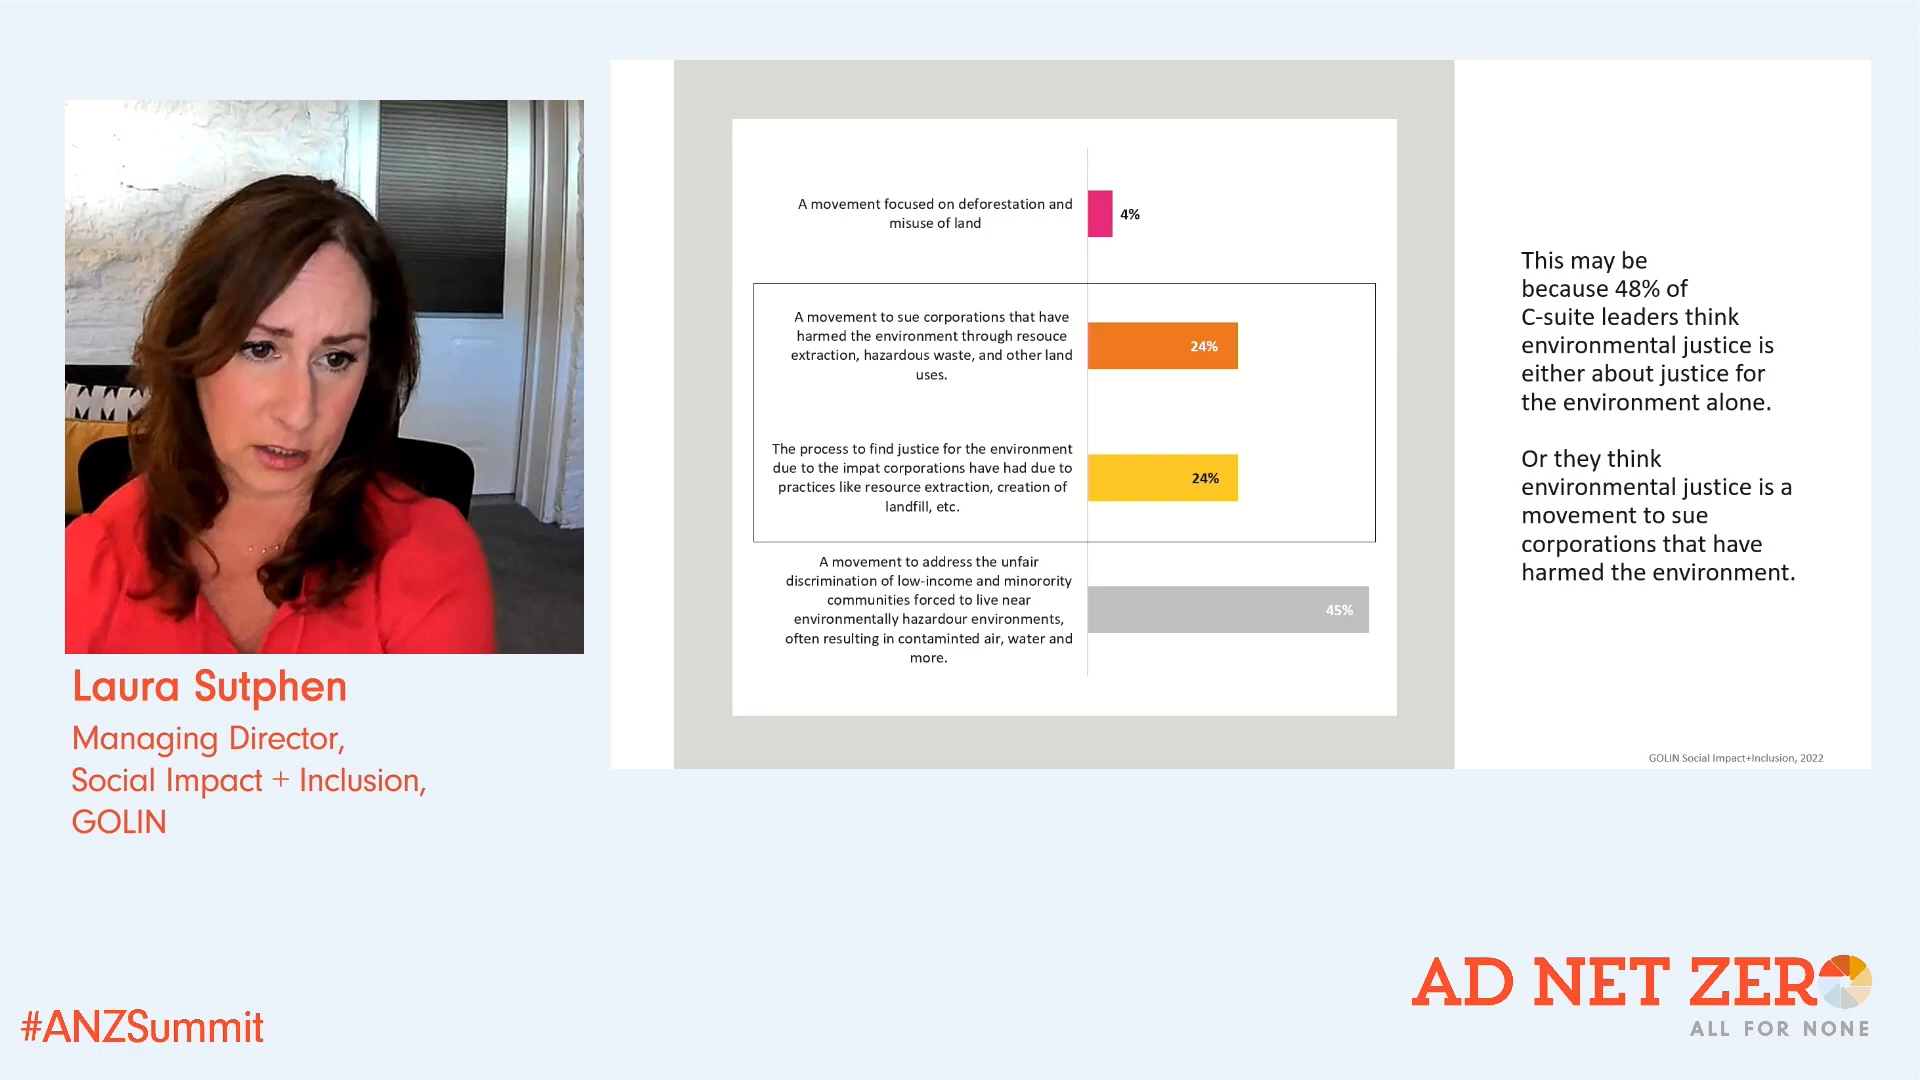 Laura Sutphen
Managing Director,
Social Impact + Inclusion,
GOLIN
A movement focused on deforestation and
misuse of land
4%
A movement to sue corporations that have
harmed the environment through resouce
extraction, hazardous waste, and other land
uses.
24%
The process to find justice for the environment
due to the impat corporations have had due to
practices like resource extraction, creation of
landfill, etc.
24%
A movement to address the unfair
discrimination of low-income and minorority
communities forced to live near
environmentally hazardour environments,
often resulting in contaminted air, water and
more.
45%
This may be
because 48% of
C-suite leaders think
environmental justice is
either about justice for
the environment alone.
Or they think
environmental justice is a
movement to sue
corporations that have
harmed the environment.
GOLIN Social Impact+Inclusion, 2022
#ANZSummit
AD NET ZERO
ALL FOR NONE